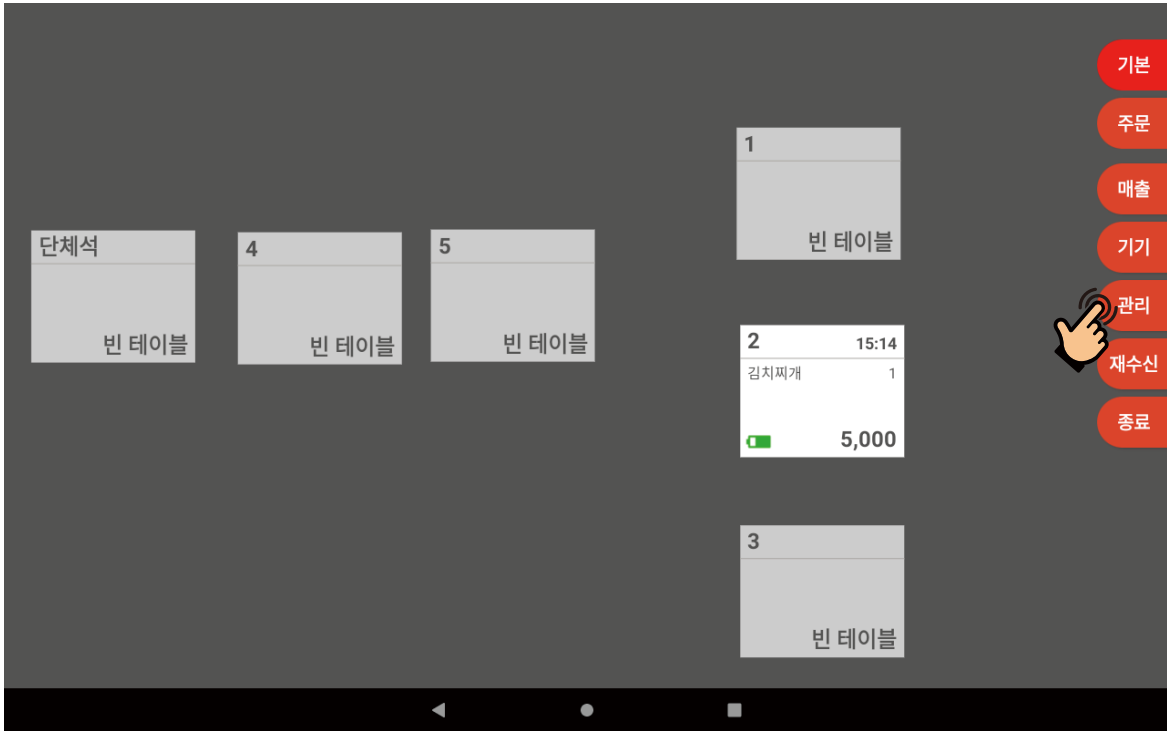 단체석
빈 테이블
4
빈 테이블
5
빈 테이블
1
빈 테이블
2 15:14
김치찌개 1
5,000
3
빈 테이블
기본
주문
매출
기기
관리
재수신
종료